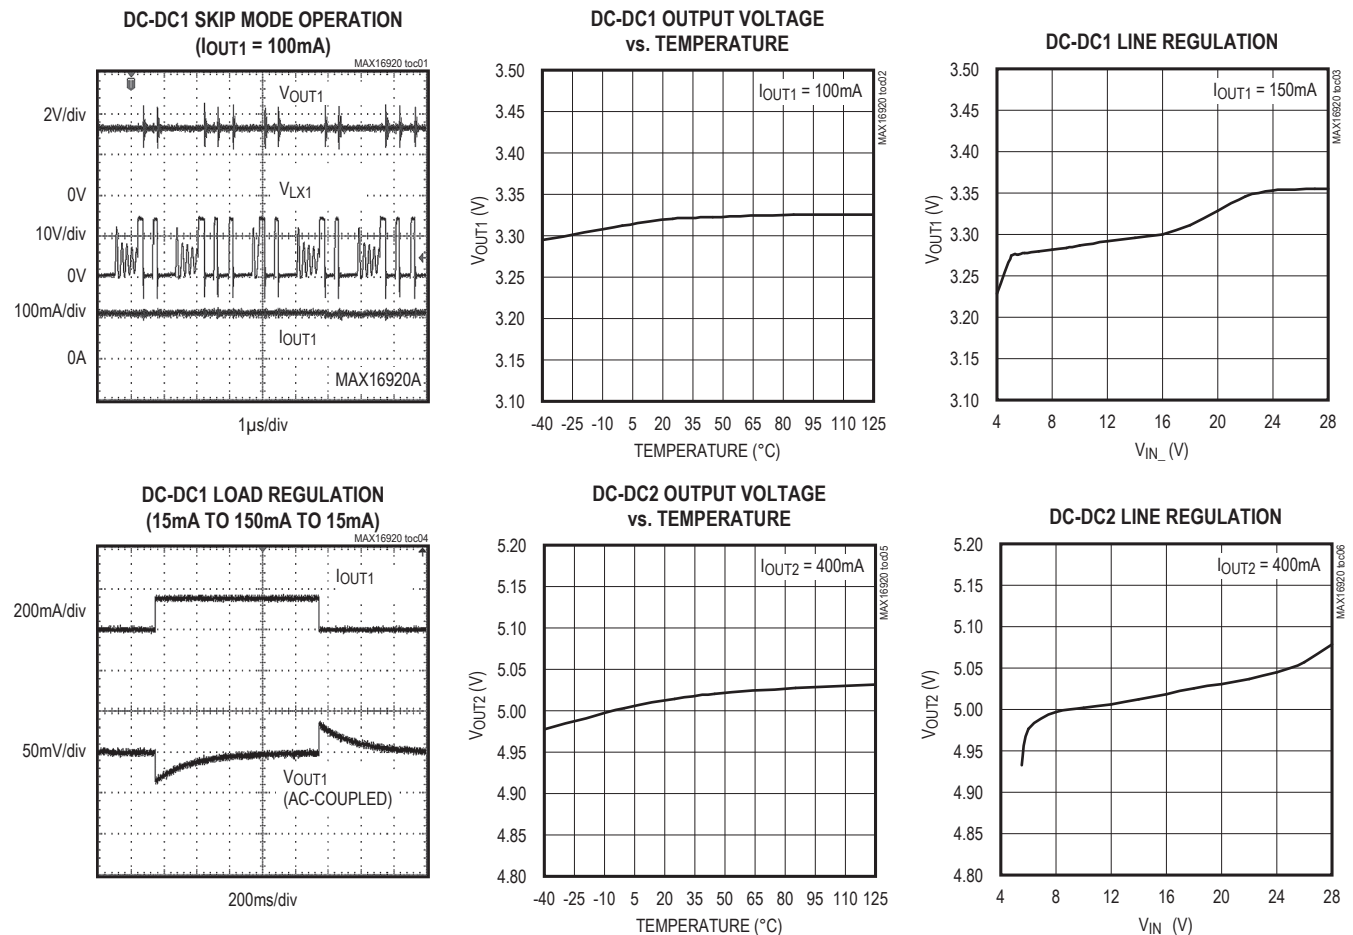 DC-DC1 SKIP MODE OPERATION
(IOUT1 = 100mA)
MAX16920 toc01
VOUT1
2V/div
0V
VLX1
10V/div
0V
100mA/div
IOUT1
0A
MAX16920A
1µs/div
DC-DC1 OUTPUT VOLTAGE
vs. TEMPERATURE
MAX16920 toc02
IOUT1 = 100mA
VOUT1 (V)
3.50
3.45
3.40
3.35
3.30
3.25
3.20
3.15
3.10
-40 -25 -10 5 20 35 50 65 80 95 110 125
TEMPERATURE (°C)
DC-DC1 LINE REGULATION
MAX16920 toc03
IOUT1 = 150mA
VOUT1 (V)
3.50
3.45
3.40
3.35
3.30
3.25
3.20
3.15
3.10
4 8 12 16 20 24 28
VIN_ (V)
DC-DC1 LOAD REGULATION
(15mA TO 150mA TO 15mA)
MAX16920 toc04
IOUT1
200mA/div
50mV/div
VOUT1
(AC-COUPLED)
200ms/div
DC-DC2 OUTPUT VOLTAGE
vs. TEMPERATURE
MAX16920 toc05
IOUT2 = 400mA
VOUT2 (V)
5.20
5.15
5.10
5.05
5.00
4.95
4.90
4.85
4.80
-40 -25 -10 5 20 35 50 65 80 95 110 125
TEMPERATURE (°C)
DC-DC2 LINE REGULATION
MAX16920 toc06
IOUT2 = 400mA
VOUT2 (V)
5.20
5.15
5.10
5.05
5.00
4.95
4.90
4.85
4.80
4 8 12 16 20 24 28
VIN (V)